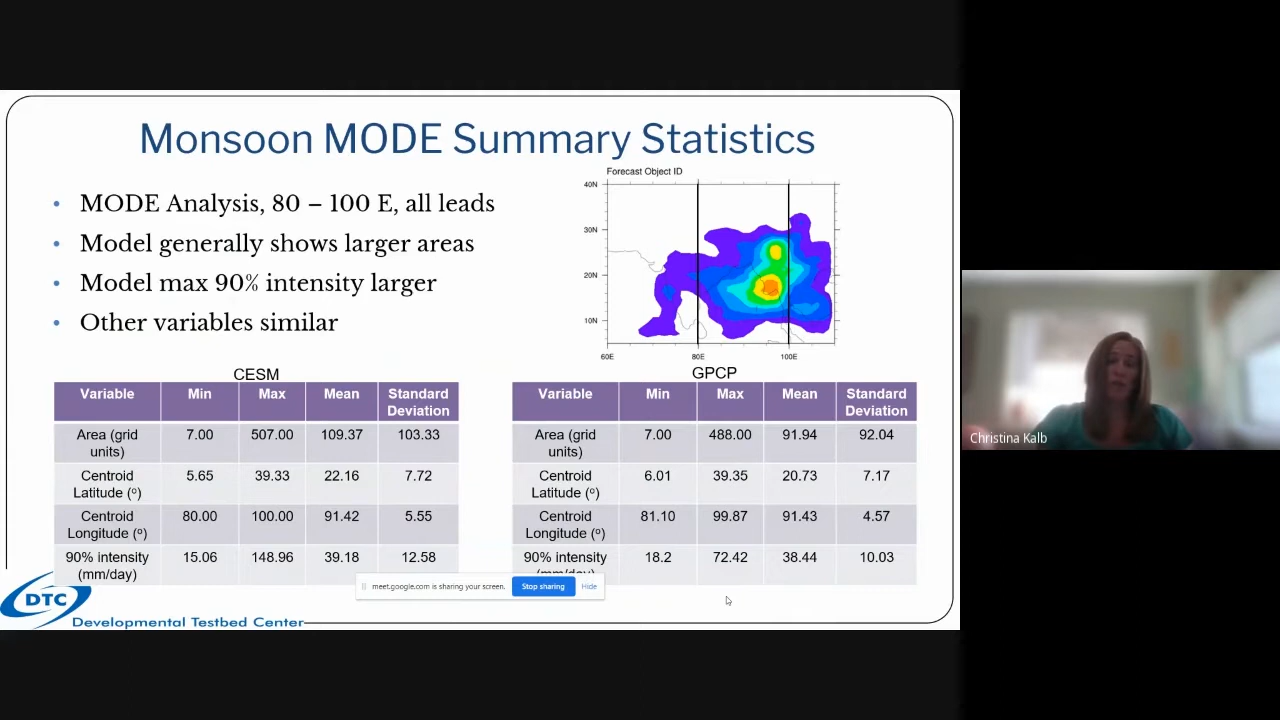 Monsoon MODE Summary Statistics
• MODE Analysis, 80 – 100 E, all leads
• Model generally shows larger areas
• Model max 90% intensity larger
• Other variables similar
Forecast Object ID
40N
30N
20N
10N
60E 80E 100E
CESM
Variable Min Max Mean Standard Deviation
Area (grid units) 7.00 507.00 109.37 103.33
Centroid Latitude (º) 5.65 39.33 22.16 7.72
Centroid Longitude (º) 80.00 100.00 91.42 5.55
90% intensity (mm/day) 15.06 148.96 39.18 12.58
GPCP
Variable Min Max Mean Standard Deviation
Area (grid units) 7.00 488.00 91.94 92.04
Centroid Latitude (º) 6.01 39.35 20.73 7.17
Centroid Longitude (º) 81.10 99.87 91.43 4.57
90% intensity (mm/day) 18.2 72.42 38.44 10.03
meet.google.com is sharing your screen. Stop sharing Hide
DTC
Developmental Testbed Center
Christina Kalb